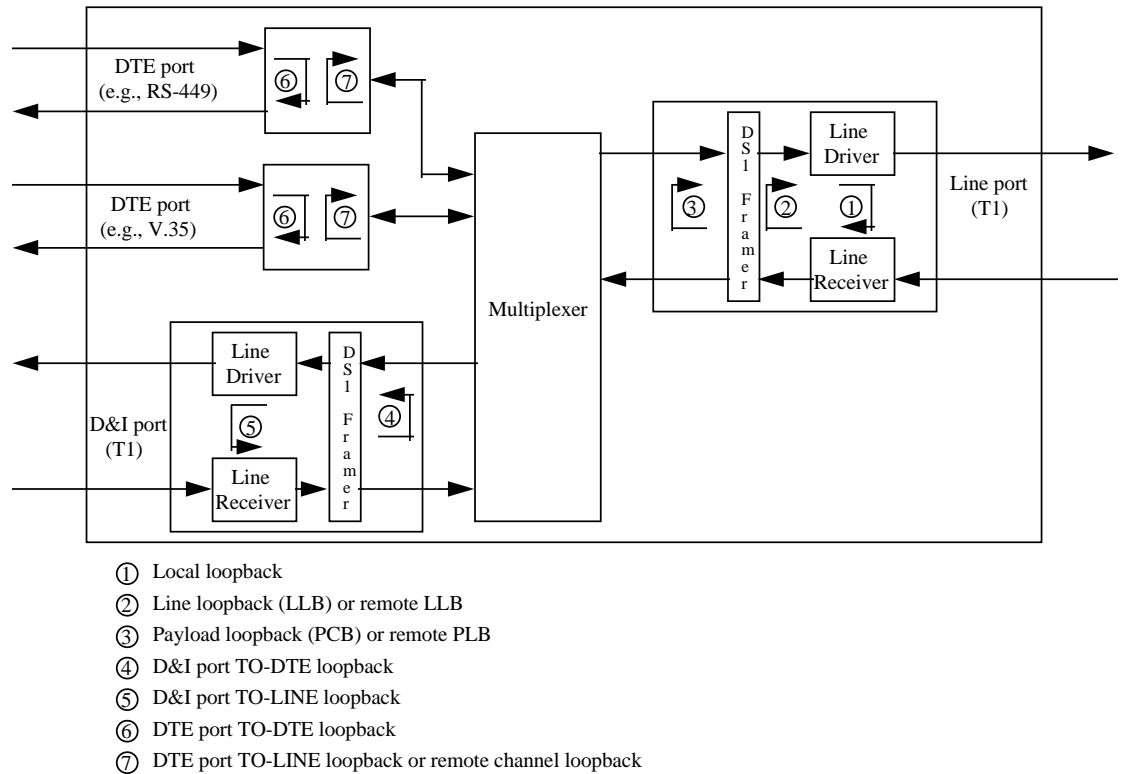 DTE port
(e.g., RS-449)
⑥
⑦
DTE port
(e.g., V.35)
⑥
⑦
Multiplexer
DS1 Framer
Line
Driver
③
②
①
Line
Receiver
Line port
(T1)
D&I port
(T1)
Line
Driver
⑤
Line
Receiver
DS1 Framer
④
① Local loopback
② Line loopback (LLB) or remote LLB
③ Payload loopback (PCB) or remote PLB
④ D&I port TO-DTE loopback
⑤ D&I port TO-LINE loopback
⑥ DTE port TO-DTE loopback
⑦ DTE port TO-LINE loopback or remote channel loopback